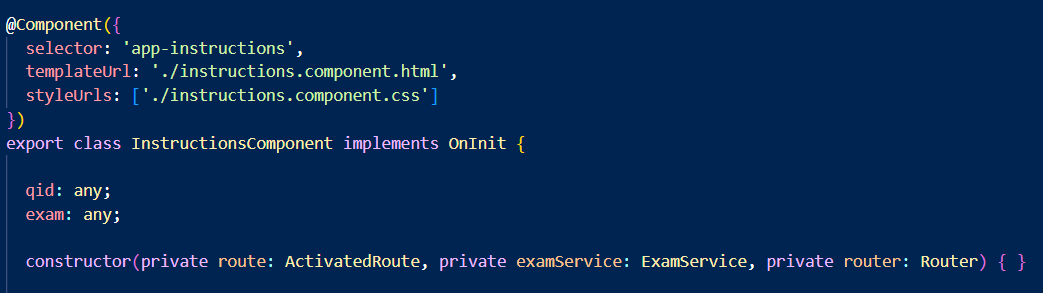 @Component({
  selector: 'app-instructions',
  templateUrl: './instructions.component.html',
  styleUrls: ['./instructions.component.css']
})
export class InstructionsComponent implements OnInit {
  qid: any;
  exam: any;
  constructor(private route: ActivatedRoute, private examService: ExamService, private router: Router) { }